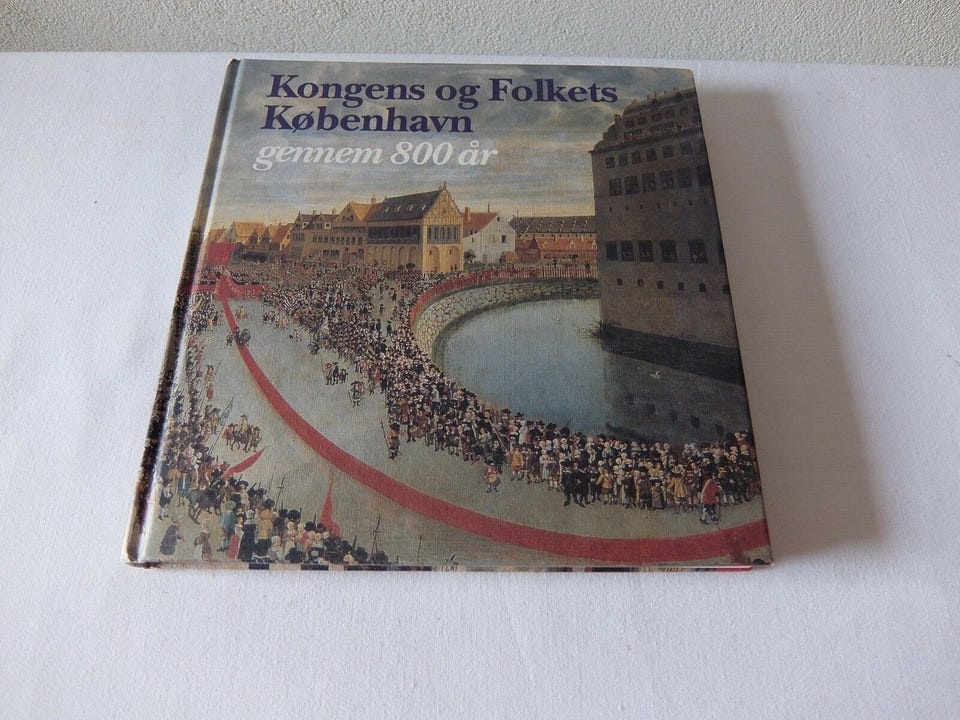 Kongens og Folkets
København
gennem 800 år